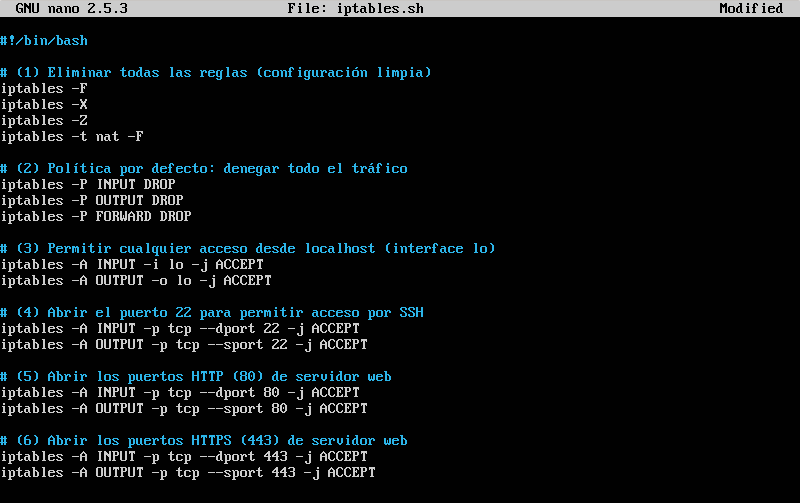 GNU nano 2.5.3 File: iptables.sh Modified
#!/bin/bash
# (1) Eliminar todas las reglas (configuración limpia)
iptables -F
iptables -X
iptables -Z
iptables -t nat -F
# (2) Política por defecto: denegar todo el tráfico
iptables -P INPUT DROP
iptables -P OUTPUT DROP
iptables -P FORWARD DROP
# (3) Permitir cualquier acceso desde localhost (interface lo)
iptables -A INPUT -i lo -j ACCEPT
iptables -A OUTPUT -o lo -j ACCEPT
# (4) Abrir el puerto 22 para permitir acceso por SSH
iptables -A INPUT -p tcp --dport 22 -j ACCEPT
iptables -A OUTPUT -p tcp --sport 22 -j ACCEPT
# (5) Abrir los puertos HTTP (80) de servidor web
iptables -A INPUT -p tcp --dport 80 -j ACCEPT
iptables -A OUTPUT -p tcp --sport 80 -j ACCEPT
# (6) Abrir los puertos HTTPS (443) de servidor web
iptables -A INPUT -p tcp --dport 443 -j ACCEPT
iptables -A OUTPUT -p tcp --sport 443 -j ACCEPT